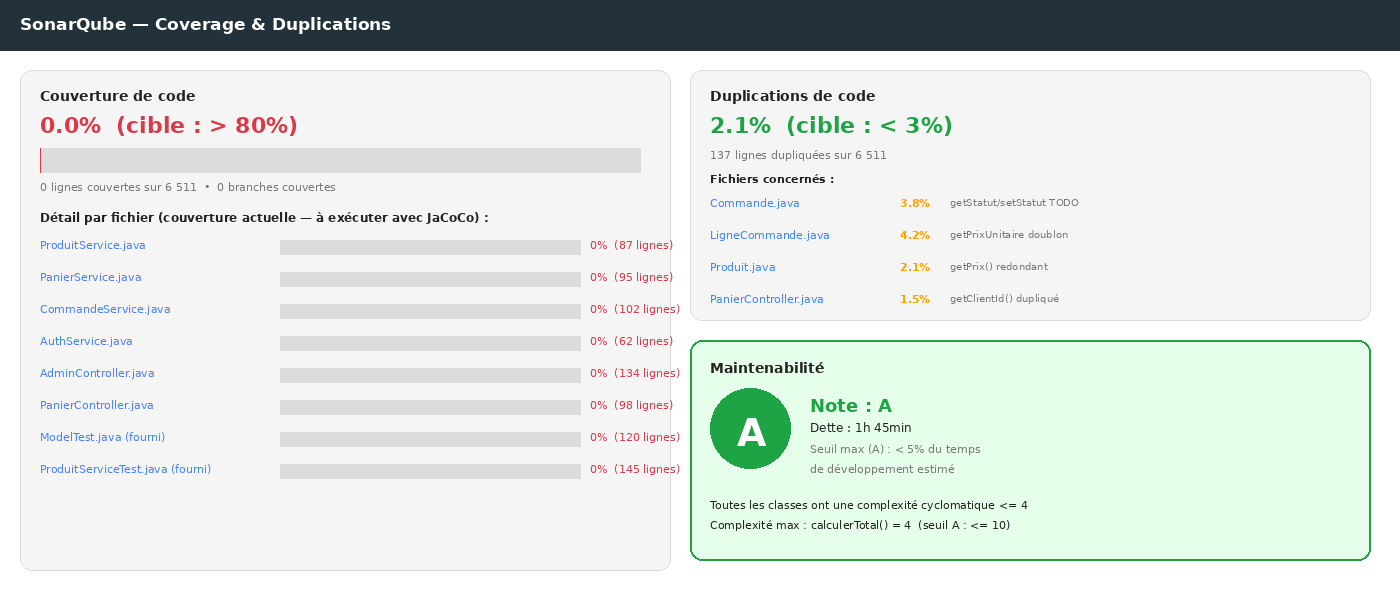 SonarQube — Coverage & Duplications
Couverture de code
0.0%  (cible : > 80%)
0 lignes couvertes sur 6 511  •  0 branches couvertes
Détail par fichier (couverture actuelle — à exécuter avec JaCoCo) :
ProduitService.java 0%  (87 lignes)
PanierService.java 0%  (95 lignes)
CommandeService.java 0%  (102 lignes)
AuthService.java 0%  (62 lignes)
AdminController.java 0%  (134 lignes)
PanierController.java 0%  (98 lignes)
ModelTest.java (fourni) 0%  (120 lignes)
ProduitServiceTest.java (fourni) 0%  (145 lignes)
Duplications de code
2.1%  (cible : < 3%)
137 lignes dupliquées sur 6 511
Fichiers concernés :
Commande.java 3.8% getStatut/setStatut TODO
LigneCommande.java 4.2% getPrixUnitaire doublon
Produit.java 2.1% getPrix() redondant
PanierController.java 1.5% getClientId() dupliqué
Maintenabilité
A
Note : A
Dette : 1h 45min
Seuil max (A) : < 5% du temps
de développement estimé
Toutes les classes ont une complexité cyclomatique <= 4
Complexité max : calculerTotal() = 4  (seuil A : <= 10)